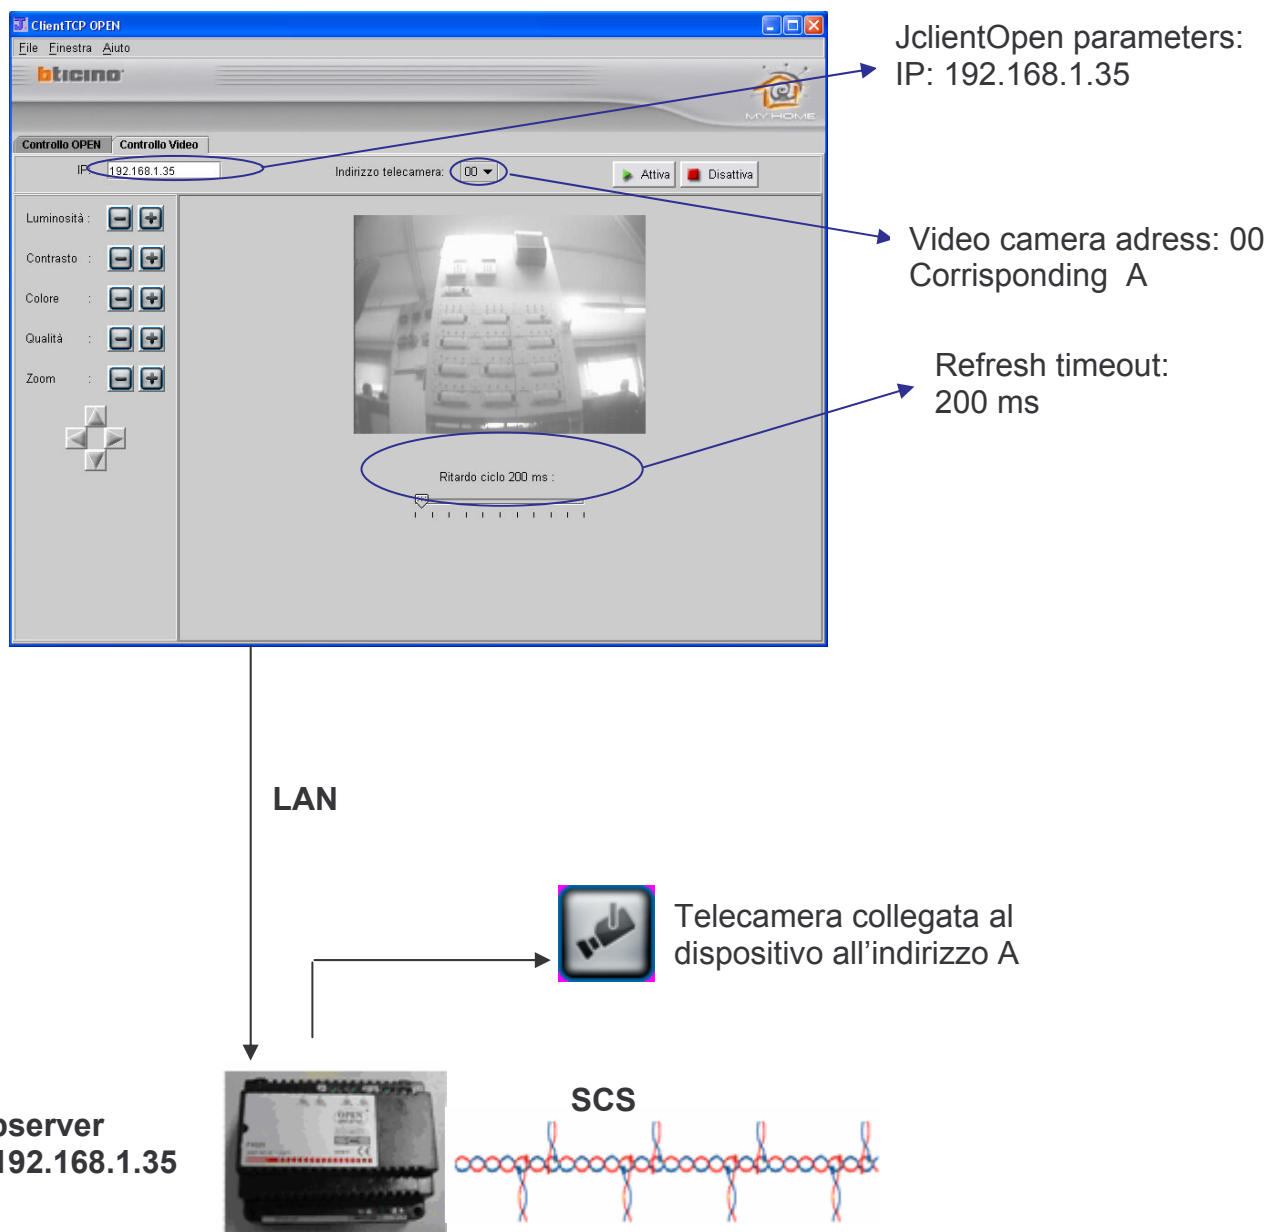 ClientTCP OPEN
File Finestra Aiuto
bticino
MY HOME
Controllo OPEN Controllo Video
IP: 192.168.1.35 Indirizzo telecamera: 00 Attiva Disattiva
Luminosità :
Contrasto :
Colore :
Qualità :
Zoom :
Ritardo ciclo 200 ms :
JclientOpen parameters:
IP: 192.168.1.35
Video camera adress: 00
Corrisponding A
Refresh timeout:
200 ms
LAN
Telecamera collegata al
dispositivo all’indirizzo A
SCS
OPEN
192.168.1.35